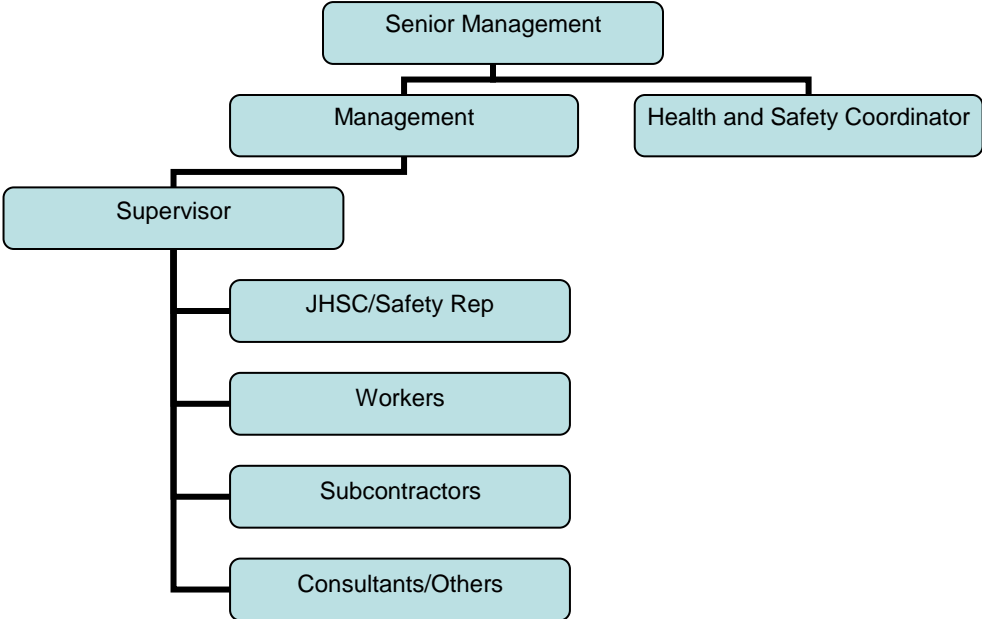 Senior Management
Management
Health and Safety Coordinator
Supervisor
JHSC/Safety Rep
Workers
Subcontractors
Consultants/Others